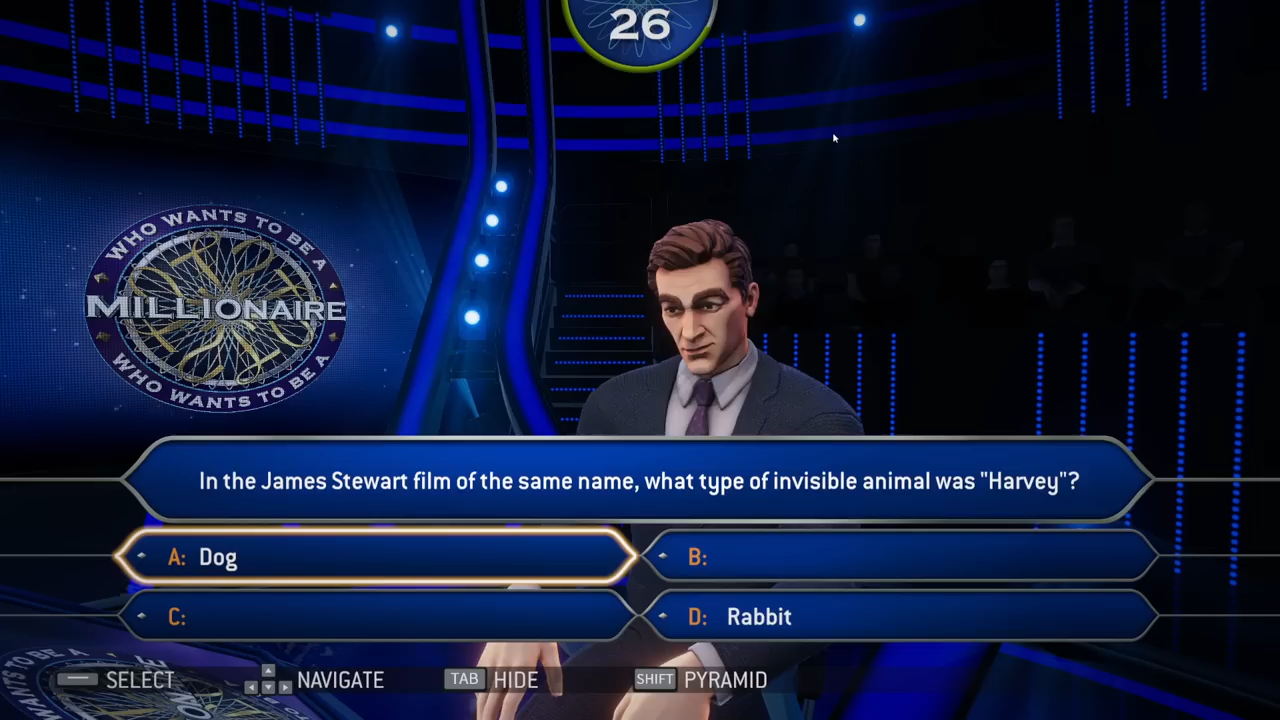 26
WHO WANTS TO BE A
MILLIONAIRE
WHO WANTS TO BE A
In the James Stewart film of the same name, what type of invisible animal was "Harvey"?
A: Dog
B:
C:
D: Rabbit
SELECT
NAVIGATE
TAB HIDE
SHIFT PYRAMID